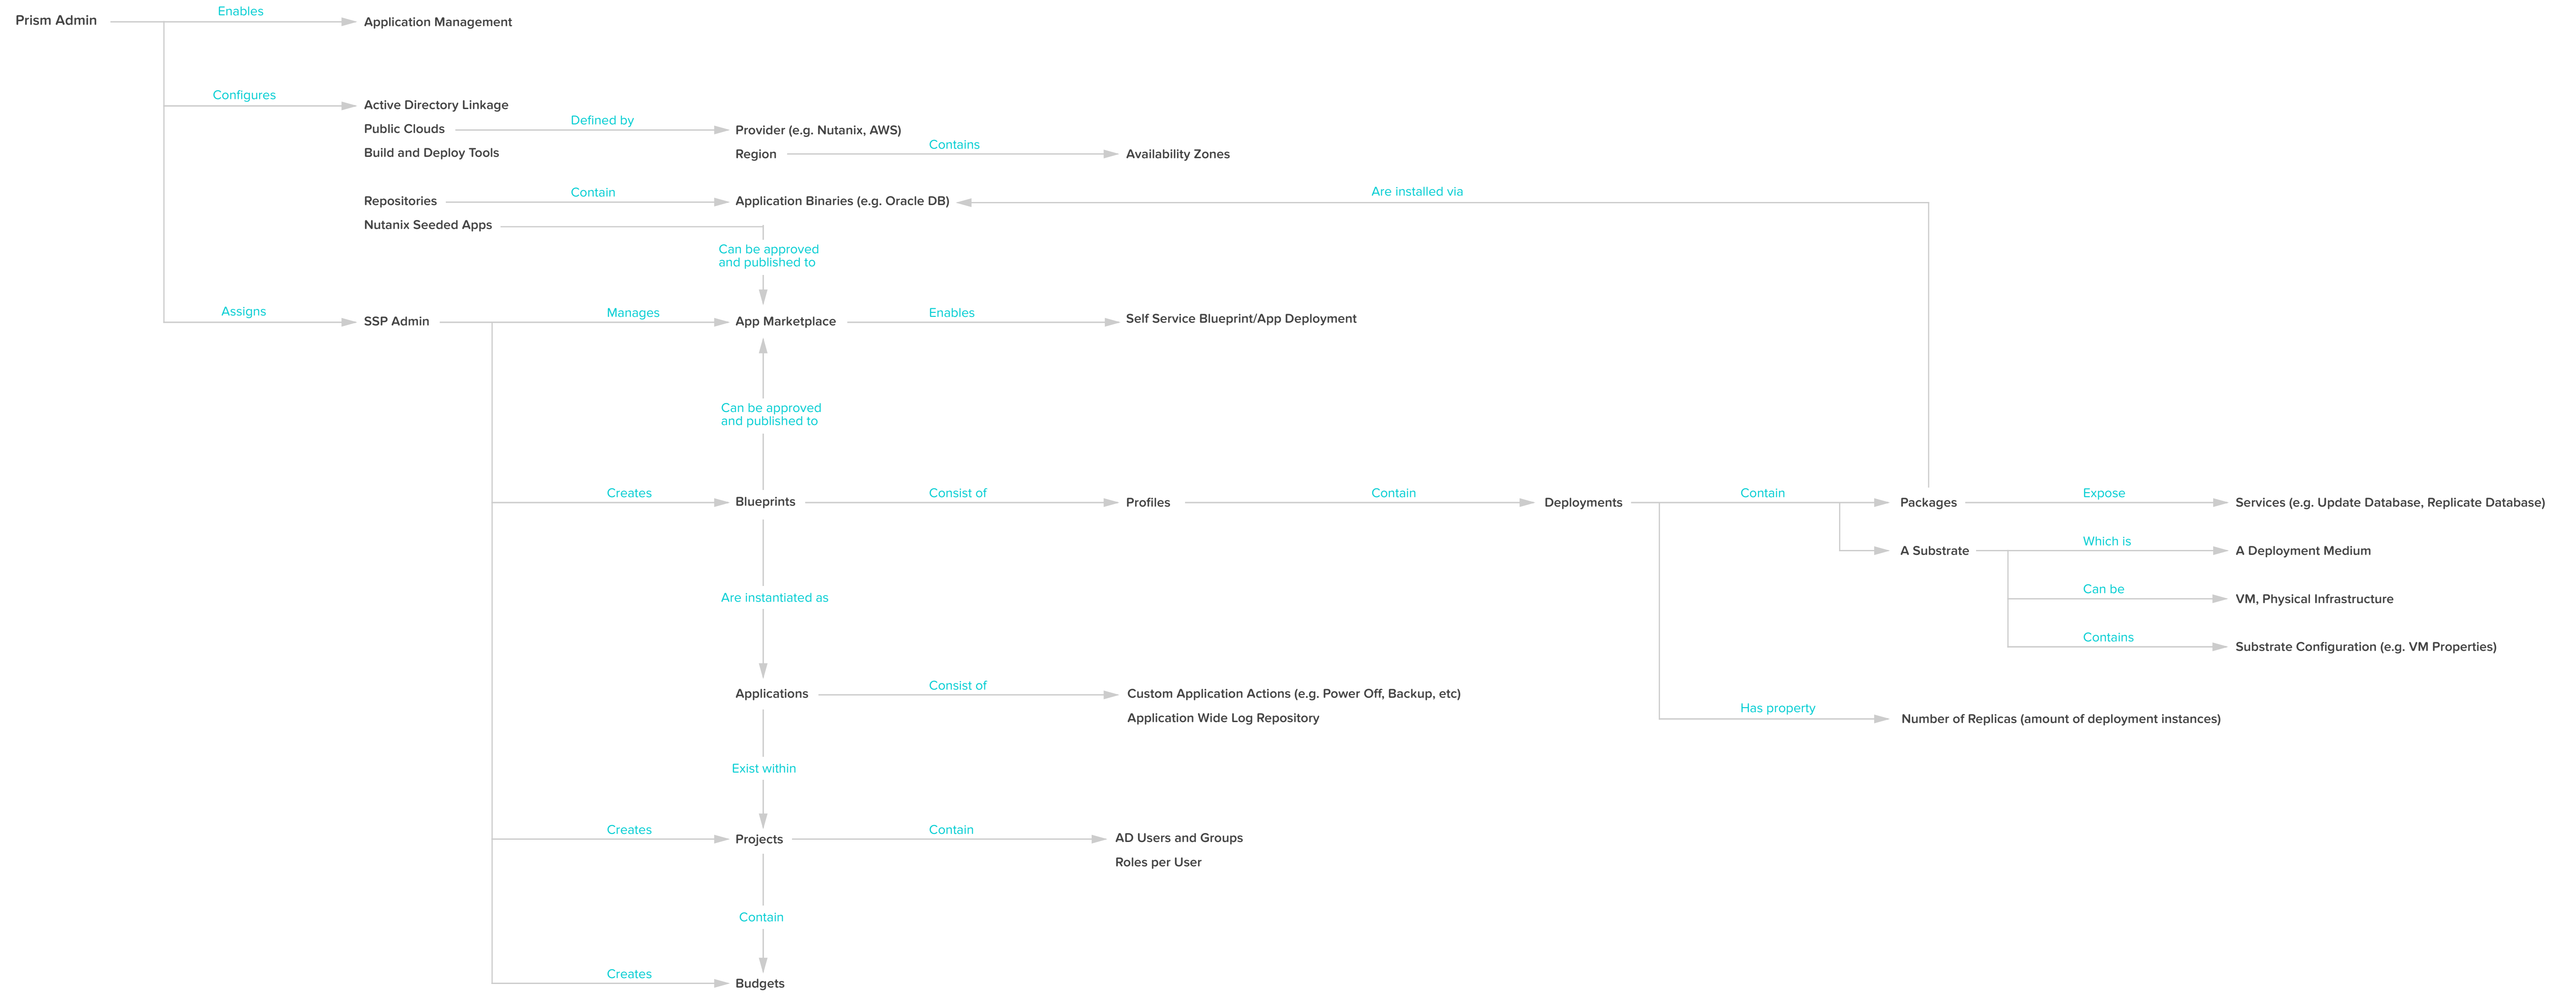 Enables
Prism Admin
Application Management
Configures
Active Directory Linkage
Defined by
Public Clouds
Provider (e.g. Nutanix, AWS)
Contains
Build and Deploy Tools
Region
Availability Zones
Contain
Are installed via
Repositories
Application Binaries (e.g. Oracle DB)
Nutanix Seeded Apps
Can be approved
and published to
Assigns
Manages
Enables
SSP Admin
App Marketplace
Self Service Blueprint/App Deployment
Can be approved
and published to
Creates
Consist of
Contain
Contain
Expose
Blueprints
Profiles
Deployments
Packages
Services (e.g. Update Database, Replicate Database)
Which is
A Substrate
A Deployment Medium
Can be
Are instantiated as
VM, Physical Infrastructure
Contains
Substrate Configuration (e.g. VM Properties)
Consist of
Applications
Custom Application Actions (e.g. Power Off, Backup, etc)
Has property
Application Wide Log Repository
Number of Replicas (amount of deployment instances)
Exist within
Creates
Contain
Projects
AD Users and Groups
Roles per User
Contain
Creates
Budgets